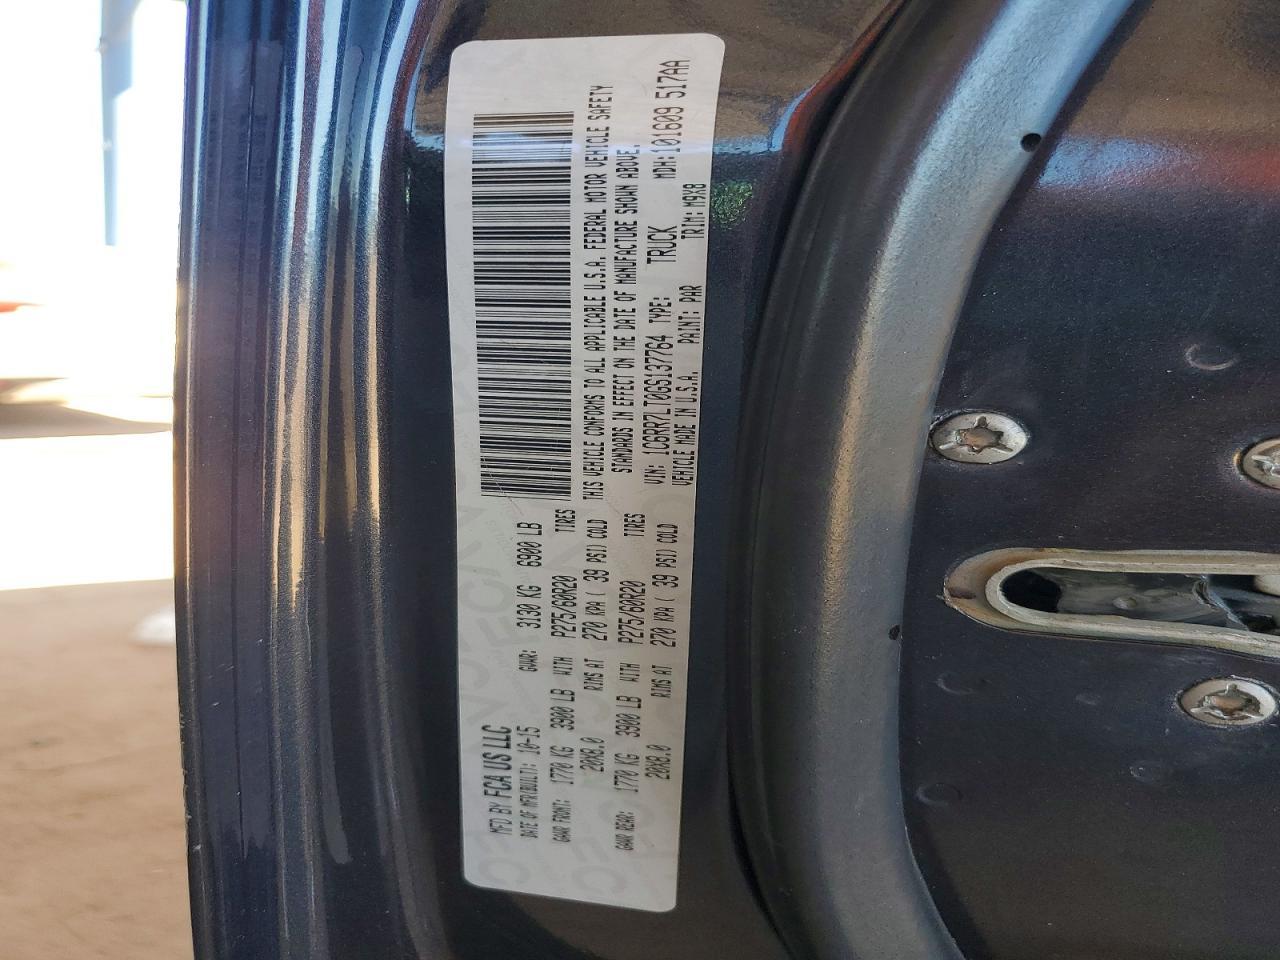 MFD BY FCA US LLC
DATE OF MFR(BUILT): 10-15 GVWR: 3130 KG 6900 LB
GAWR FRONT: 1770 KG 3900 LB WITH P275/60R20 TIRES
20X8.0 RIMS AT 270 KPA ( 39 PSI) COLD
GAWR REAR: 1770 KG 3900 LB WITH P275/60R20 TIRES
20X8.0 RIMS AT 270 KPA ( 39 PSI) COLD
THIS VEHICLE CONFORMS TO ALL APPLICABLE U.S.A. FEDERAL MOTOR VEHICLE SAFETY
STANDARDS IN EFFECT ON THE DATE OF MANUFACTURE SHOWN ABOVE.
VIN: 1C6RR7LT0GS137764 TYPE: TRUCK MDH:101609 517AA
VEHICLE MADE IN U.S.A. PAINT: PAR TRIM: M9X8